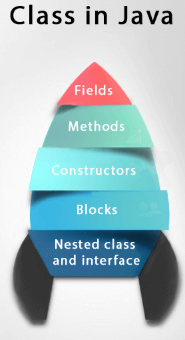 Class in Java
Fields
Methods
Constructors
Blocks
Nested class
and interface